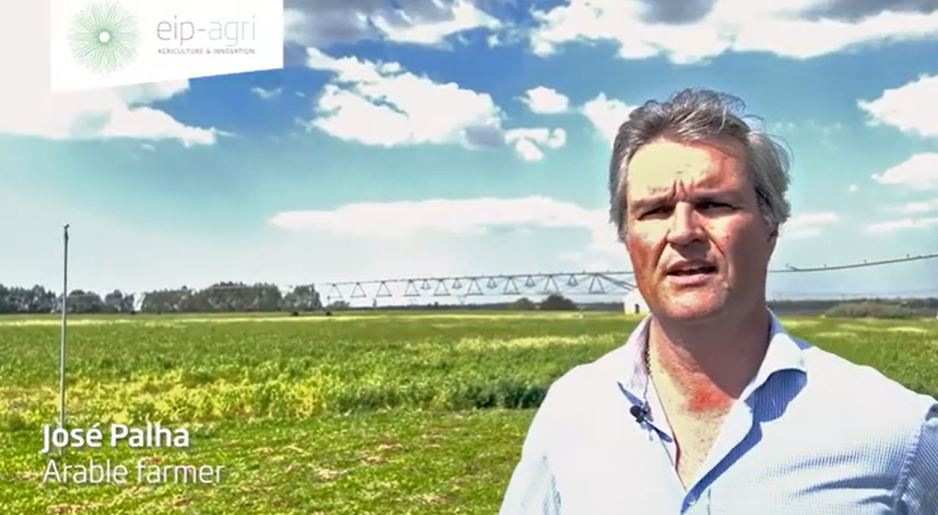 eip-agri
AGRICULTURE & INNOVATION
José Palha
Arable farmer